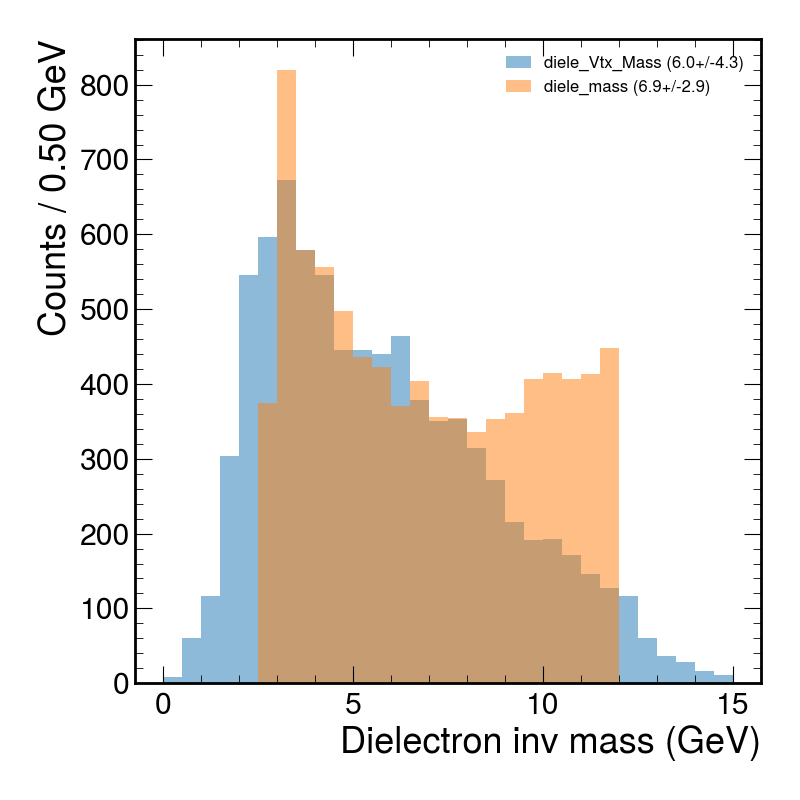 diele_Vtx_Mass (6.0+/-4.3)
diele_mass (6.9+/-2.9)
Counts / 0.50 GeV
800
700
600
500
400
300
200
100
0
0 5 10 15
Dielectron inv mass (GeV)